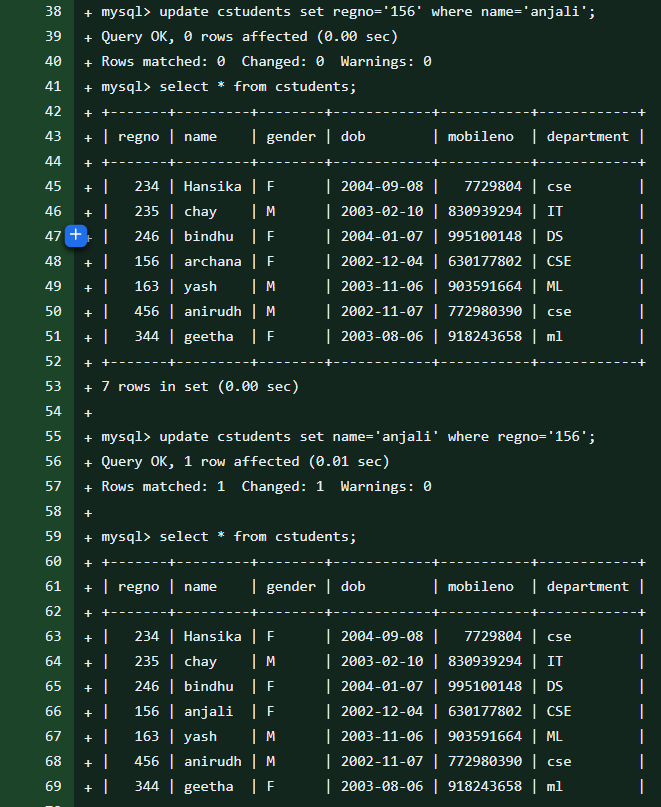 38 + mysql> update cstudents set regno='156' where name='anjali';
39 + Query OK, 0 rows affected (0.00 sec)
40 + Rows matched: 0  Changed: 0  Warnings: 0
41 + mysql> select * from cstudents;
42 + +-------+---------+--------+------------+-----------+------------+
43 + | regno | name    | gender | dob        | mobileno  | department |
44 + +-------+---------+--------+------------+-----------+------------+
45 + |   234 | Hansika | F      | 2004-09-08 |   7729804 | cse        |
46 + |   235 | chay    | M      | 2003-02-10 | 830939294 | IT         |
47 + |   246 | bindhu  | F      | 2004-01-07 | 995100148 | DS         |
48 + |   156 | archana | F      | 2002-12-04 | 630177802 | CSE        |
49 + |   163 | yash    | M      | 2003-11-06 | 903591664 | ML         |
50 + |   456 | anirudh | M      | 2002-11-07 | 772980390 | cse        |
51 + |   344 | geetha  | F      | 2003-08-06 | 918243658 | ml         |
52 + +-------+---------+--------+------------+-----------+------------+
53 + 7 rows in set (0.00 sec)
54 +
55 + mysql> update cstudents set name='anjali' where regno='156';
56 + Query OK, 1 row affected (0.01 sec)
57 + Rows matched: 1  Changed: 1  Warnings: 0
58 +
59 + mysql> select * from cstudents;
60 + +-------+---------+--------+------------+-----------+------------+
61 + | regno | name    | gender | dob        | mobileno  | department |
62 + +-------+---------+--------+------------+-----------+------------+
63 + |   234 | Hansika | F      | 2004-09-08 |   7729804 | cse        |
64 + |   235 | chay    | M      | 2003-02-10 | 830939294 | IT         |
65 + |   246 | bindhu  | F      | 2004-01-07 | 995100148 | DS         |
66 + |   156 | anjali  | F      | 2002-12-04 | 630177802 | CSE        |
67 + |   163 | yash    | M      | 2003-11-06 | 903591664 | ML         |
68 + |   456 | anirudh | M      | 2002-11-07 | 772980390 | cse        |
69 + |   344 | geetha  | F      | 2003-08-06 | 918243658 | ml         |